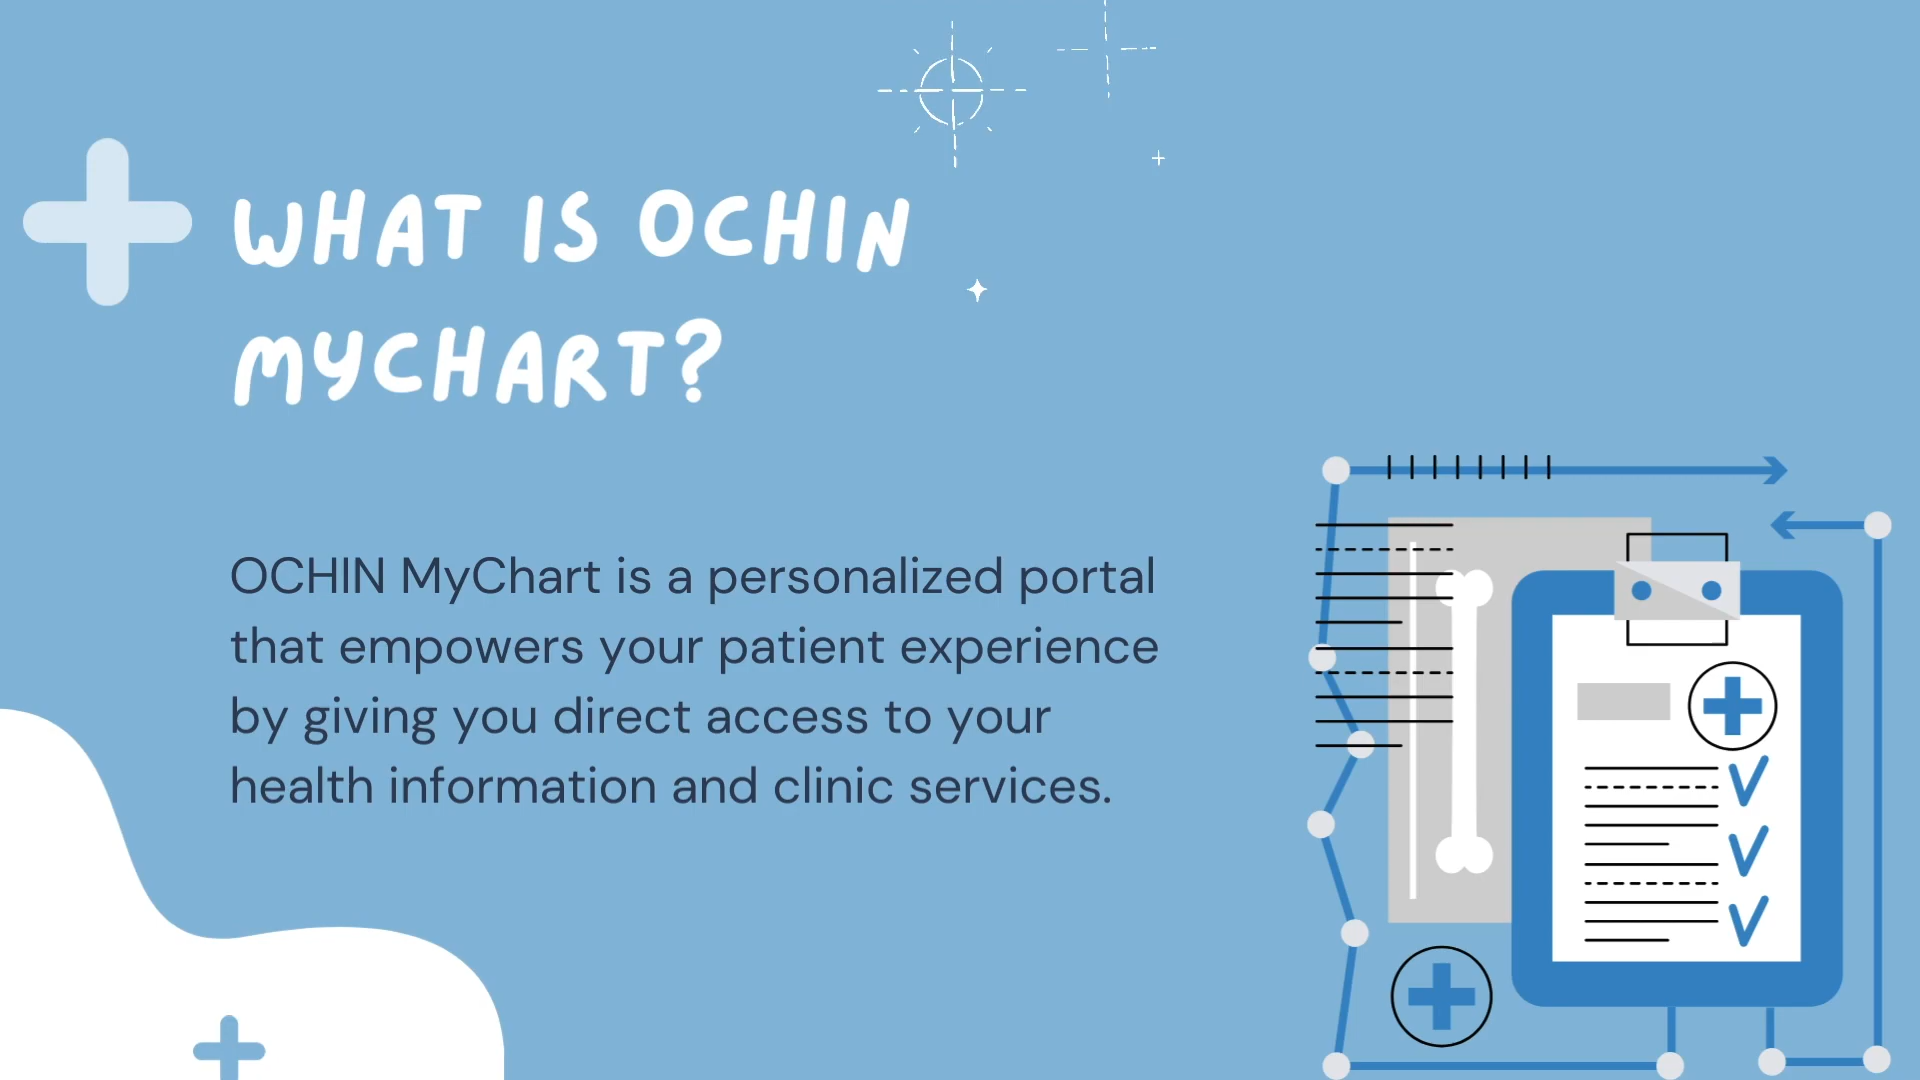 WHAT IS OCHIN
MYCHART?
OCHIN MyChart is a personalized portal
that empowers your patient experience
by giving you direct access to your
health information and clinic services.